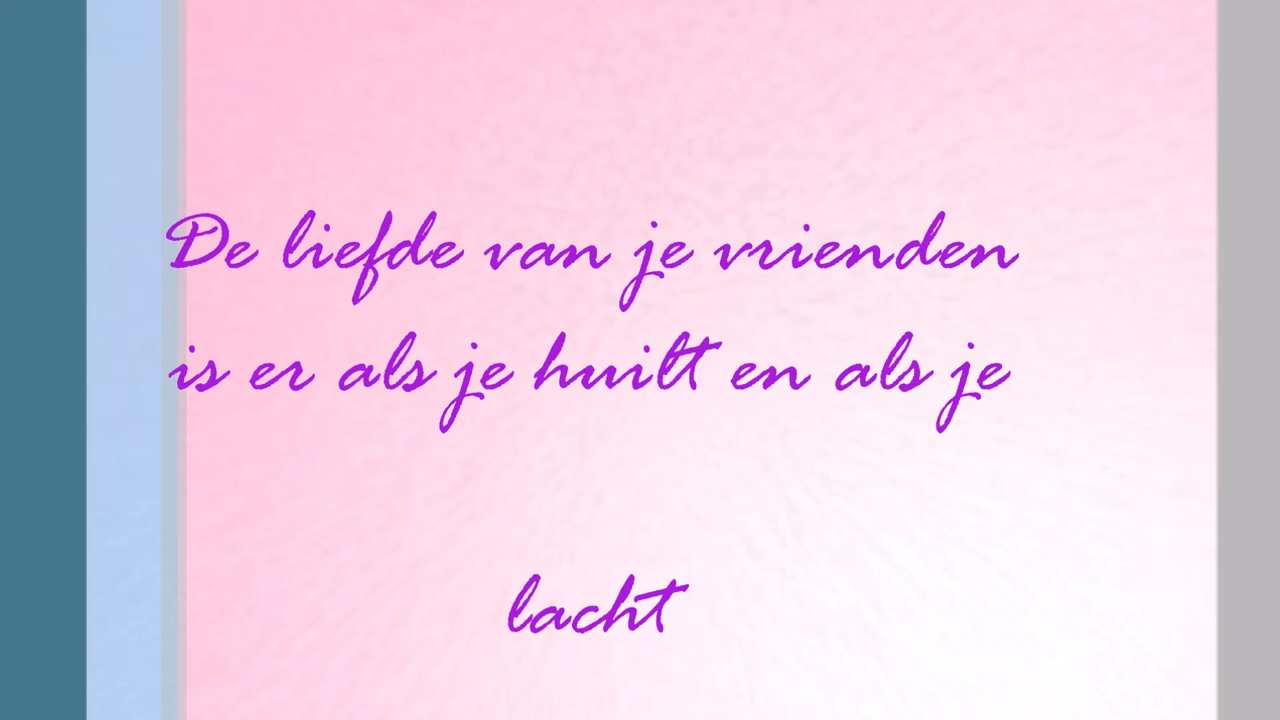 De liefde van je vrienden
is er als je huilt en als je
lacht